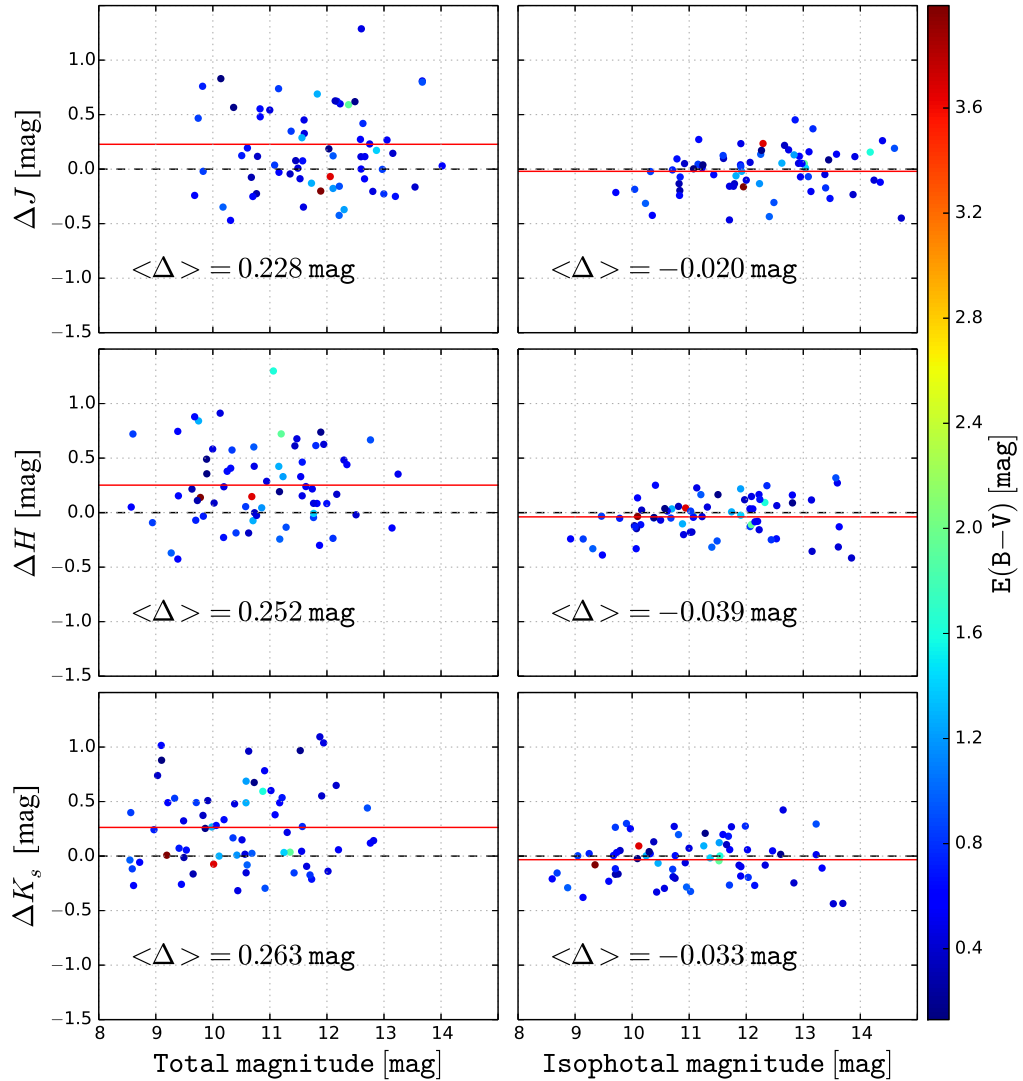 ΔJ [mag]
1.0
0.5
0.0
−0.5
−1.0
−1.5
<Δ> = 0.228 mag
<Δ> = −0.020 mag
ΔH [mag]
1.0
0.5
0.0
−0.5
−1.0
−1.5
<Δ> = 0.252 mag
<Δ> = −0.039 mag
ΔK_s [mag]
1.0
0.5
0.0
−0.5
−1.0
−1.5
<Δ> = 0.263 mag
<Δ> = −0.033 mag
8 9 10 11 12 13 14
9 10 11 12 13 14
Total magnitude [mag]
Isophotal magnitude [mag]
3.6
3.2
2.8
2.4
2.0
1.6
1.2
0.8
0.4
E(B−V) [mag]